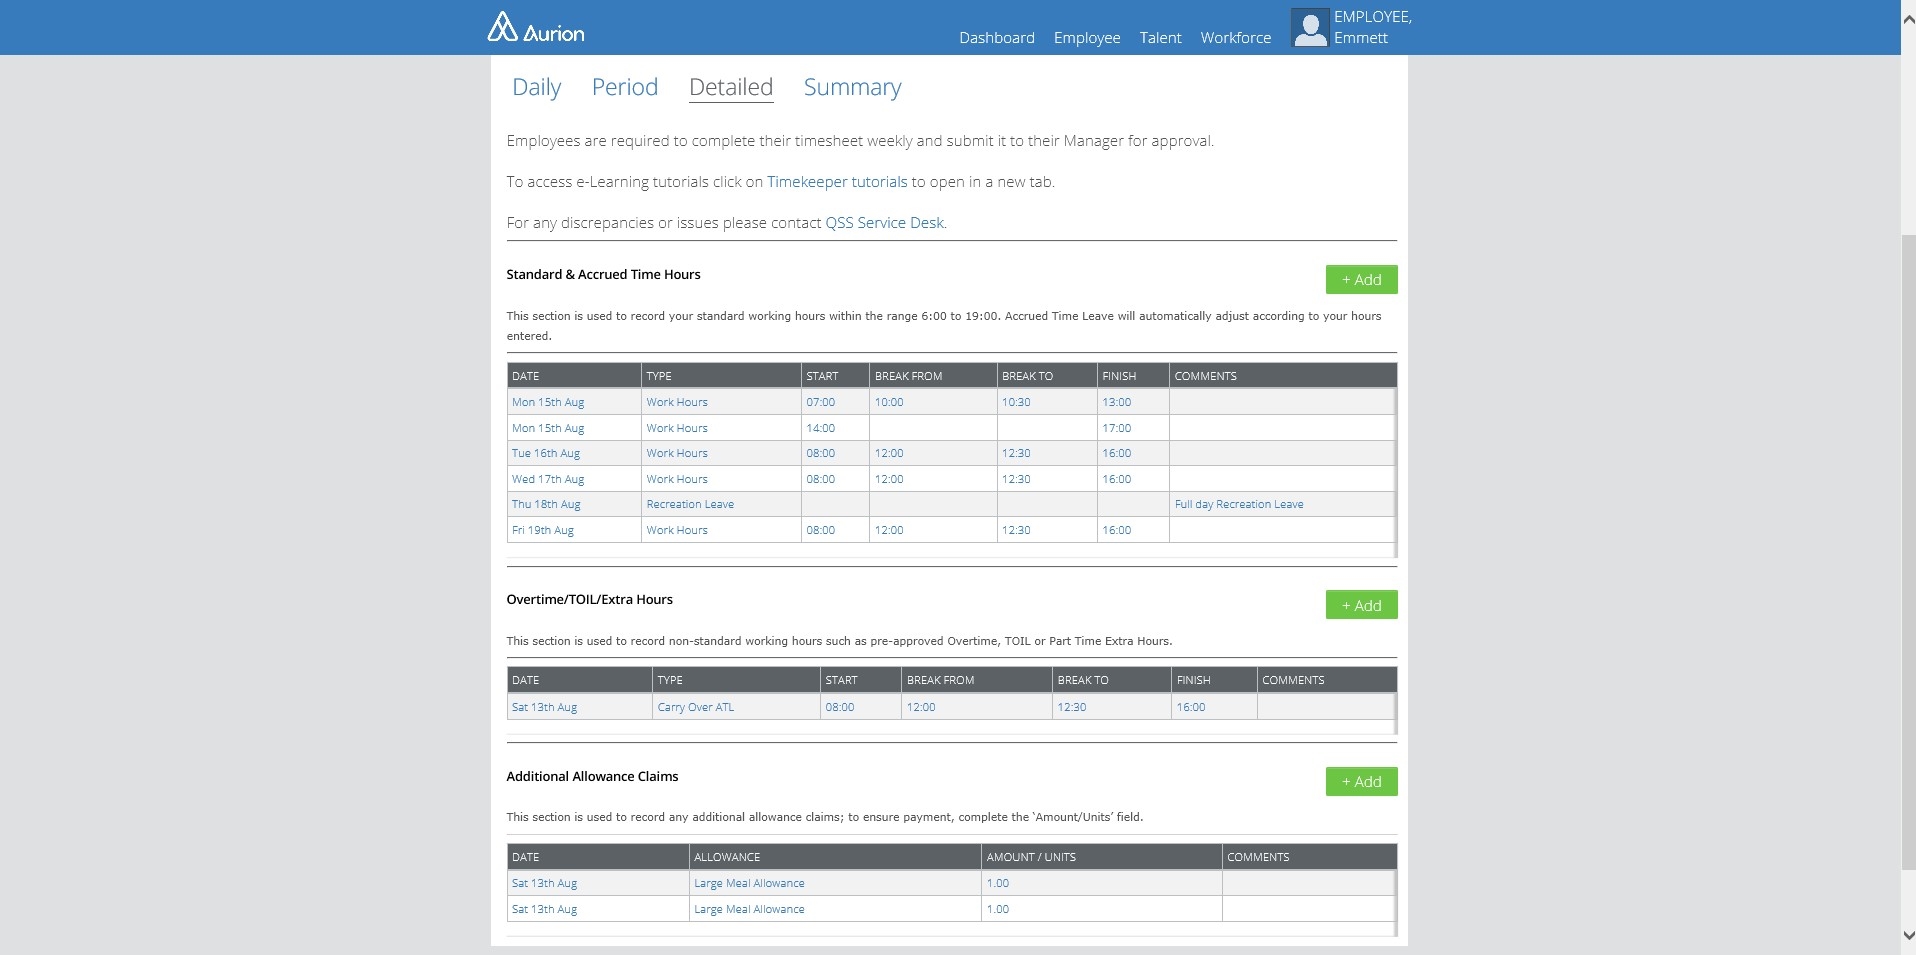 Aurion
Dashboard Employee Talent Workforce
EMPLOYEE,
Emmett
Daily Period Detailed Summary
Employees are required to complete their timesheet weekly and submit it to their Manager for approval.
To access e-Learning tutorials click on Timekeeper tutorials to open in a new tab.
For any discrepancies or issues please contact QSS Service Desk.
Standard & Accrued Time Hours
+ Add
This section is used to record your standard working hours within the range 6:00 to 19:00. Accrued Time Leave will automatically adjust according to your hours
entered.
DATE TYPE START BREAK FROM BREAK TO FINISH COMMENTS
Mon 15th Aug Work Hours 07:00 10:00 10:30 13:00
Mon 15th Aug Work Hours 14:00 17:00
Tue 16th Aug Work Hours 08:00 12:00 12:30 16:00
Wed 17th Aug Work Hours 08:00 12:00 12:30 16:00
Thu 18th Aug Recreation Leave Full day Recreation Leave
Fri 19th Aug Work Hours 08:00 12:00 12:30 16:00
Overtime/TOIL/Extra Hours
+ Add
This section is used to record non-standard working hours such as pre-approved Overtime, TOIL or Part Time Extra Hours.
DATE TYPE START BREAK FROM BREAK TO FINISH COMMENTS
Sat 13th Aug Carry Over ATL 08:00 12:00 12:30 16:00
Additional Allowance Claims
+ Add
This section is used to record any additional allowance claims; to ensure payment, complete the ‘Amount/Units’ field.
DATE ALLOWANCE AMOUNT / UNITS COMMENTS
Sat 13th Aug Large Meal Allowance 1.00
Sat 13th Aug Large Meal Allowance 1.00